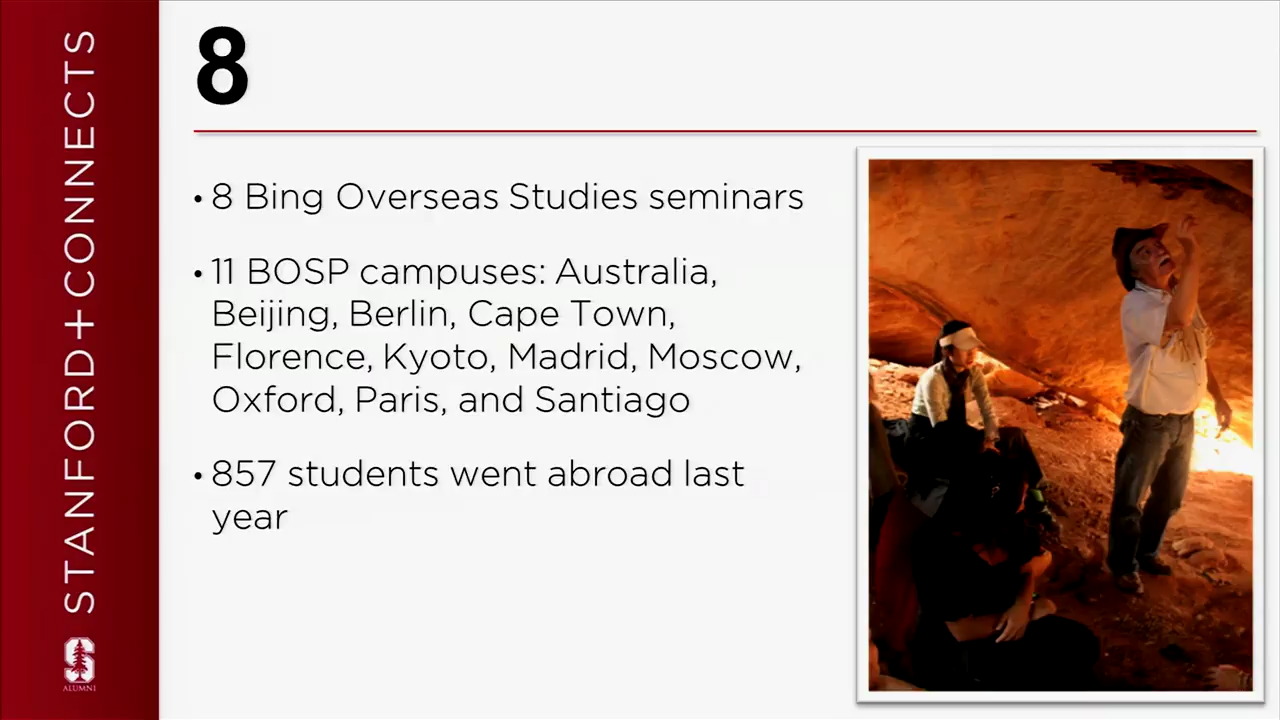 STANFORD+CONNECTS
S
ALUMNI
8
• 8 Bing Overseas Studies seminars
• 11 BOSP campuses: Australia,
Beijing, Berlin, Cape Town,
Florence, Kyoto, Madrid, Moscow,
Oxford, Paris, and Santiago
• 857 students went abroad last
year